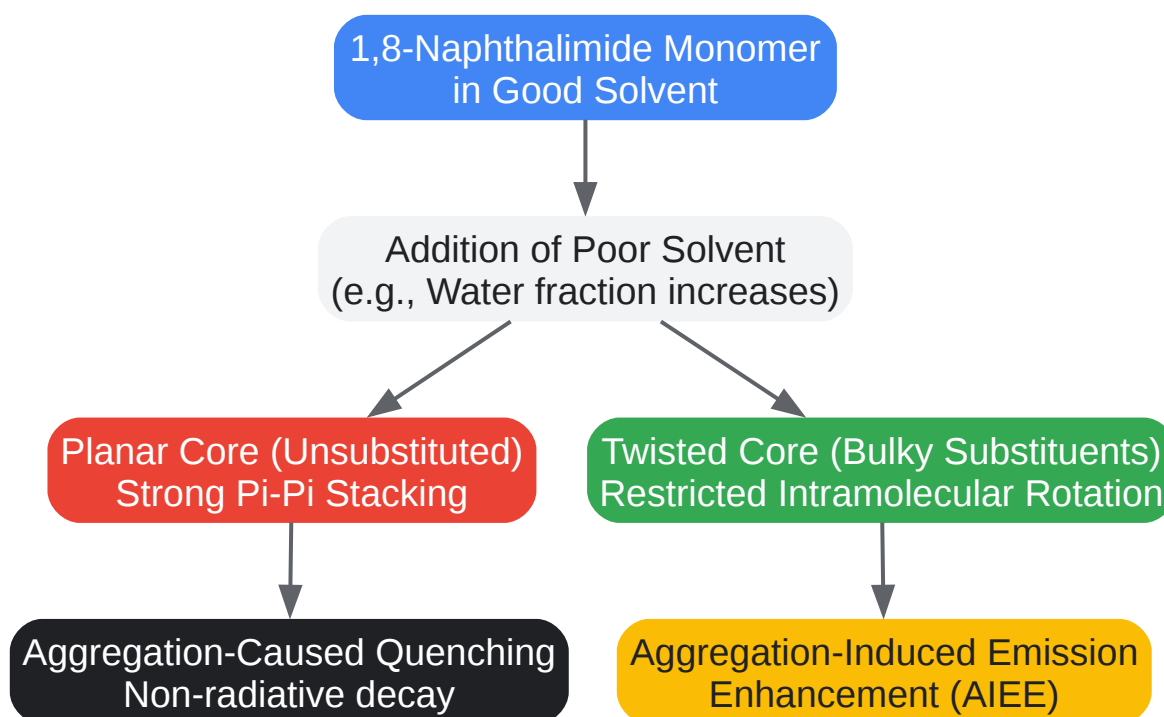 1,8-Naphthalimide Monomer
in Good Solvent
Addition of Poor Solvent
(e.g., Water fraction increases)
Planar Core (Unsubstituted)
Strong Pi-Pi Stacking
Twisted Core (Bulky Substituents)
Restricted Intramolecular Rotation
Aggregation-Caused Quenching
Non-radiative decay
Aggregation-Induced Emission
Enhancement (AIEE)